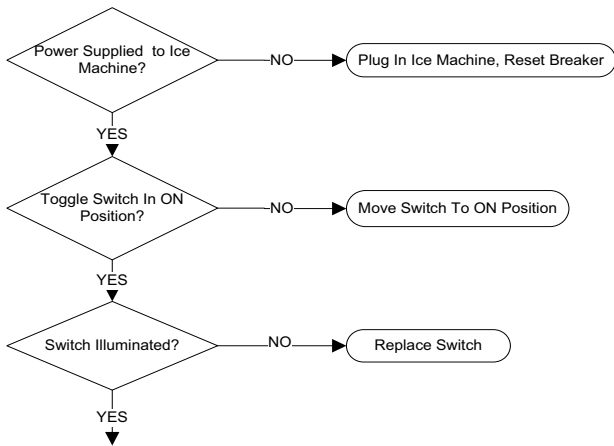 Power Supplied to Ice
Machine?
NO
Plug In Ice Machine, Reset Breaker
YES
Toggle Switch In ON
Position?
NO
Move Switch To ON Position
YES
Switch Illuminated?
NO
Replace Switch
YES